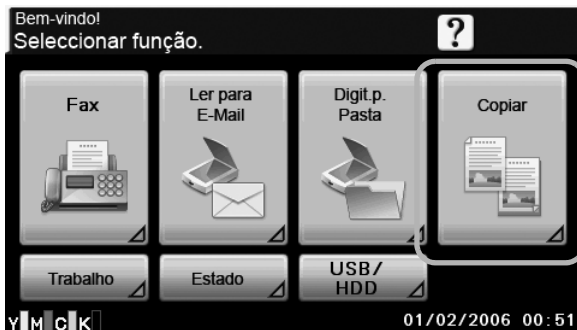 Bem-vindo!
Seleccionar função.
?
Fax
Ler para
E-Mail
Digit.p.
Pasta
Copiar
Trabalho
Estado
USB/
HDD
Y M C K
01/02/2006 00:51